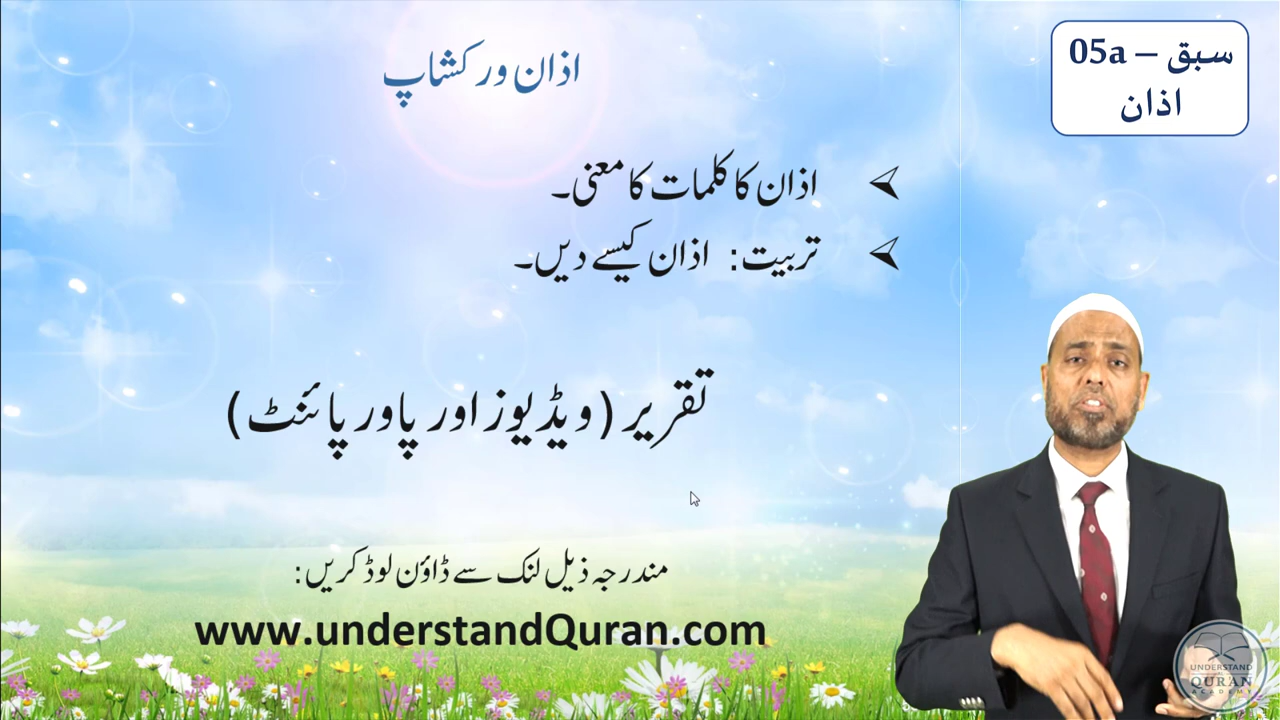 سبق – 05a
اذان
اذان ورکشاپ
اذان کا کلمات کا معنی۔
تربیت: اذان کیسے دیں۔
تقریر (ویڈیوز اور پاور پائنٹ)
مندرجہ ذیل لنک سے ڈاؤن لوڈ کریں:
www.understandQuran.com
UNDERSTAND
QURAN
ACADEMY